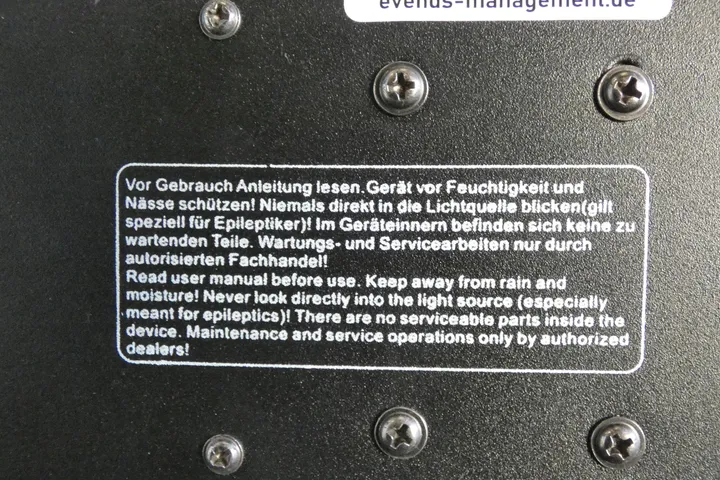 evends-management.de
Vor Gebrauch Anleitung lesen.Gerät vor Feuchtigkeit und
Nässe schützen! Niemals direkt in die Lichtquelle blicken(gilt
speziell für Epileptiker)! Im Geräteinnern befinden sich keine zu
wartenden Teile. Wartungs- und Servicearbeiten nur durch
autorisierten Fachhandel!
Read user manual before use. Keep away from rain and
moisture! Never look directly into the light source (especially
meant for epileptics)! There are no serviceable parts inside the
device. Maintenance and service operations only by authorized
dealers!